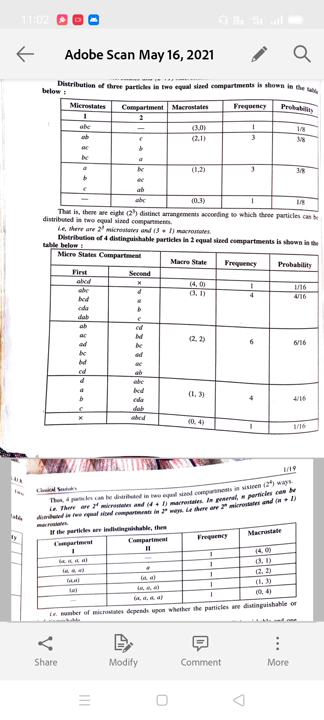 11:02
Adobe Scan May 16, 2021
Distribution of three particles in two equal sized compartments is shown in the table
below :
Microstates Compartment Macrostates Frequency Probability
1 2
abc — (3,0) 1 1/8
ab c (2,1) 3 3/8
ac b
bc a
a bc (1,2) 3 3/8
b ac
c ab
— abc (0,3) 1 1/8
That is, there are eight (2³) distinct arrangements according to which three particles can be
distributed in two equal sized compartments.
i.e, there are 2³ microstates and (3 + 1) macrostates.
Distribution of 4 distinguishable particles in 2 equal sized compartments is shown in the
table below :
Micro States Compartment Macro State Frequency Probability
First Second
abcd × (4, 0) 1 1/16
abc d (3, 1) 4 4/16
bcd a
cda b
dab c
ab cd
ac bd
ad bc (2, 2) 6 6/16
bc ad
bd ac
cd ab
d abc
a bcd (1, 3) 4 4/16
b cda
c dab
× abcd (0, 4) 1 1/16
1/19
Classical Statistics
Thus, 4 particles can be distributed in two equal sized compartments in sixteen (2⁴) ways.
i.e. There are 2⁴ microstates and (4 + 1) macrostates. In general, n particles can be
distributed in two equal sized compartments in 2ⁿ ways. i.e there are 2ⁿ microstates and (n + 1)
macrostates.
If the particles are indistinguishable, then
Compartment Compartment Frequency Macrostate
I II
(a, a, a, a) — 1 (4, 0)
(a, a, a) a 1 (3, 1)
(a,a) (a, a) 1 (2, 2)
(a) (a, a, a) 1 (1, 3)
— (a, a, a, a) 1 (0, 4)
i.e. number of microstates depends upon whether the particles are distinguishable or
Share Modify Comment More